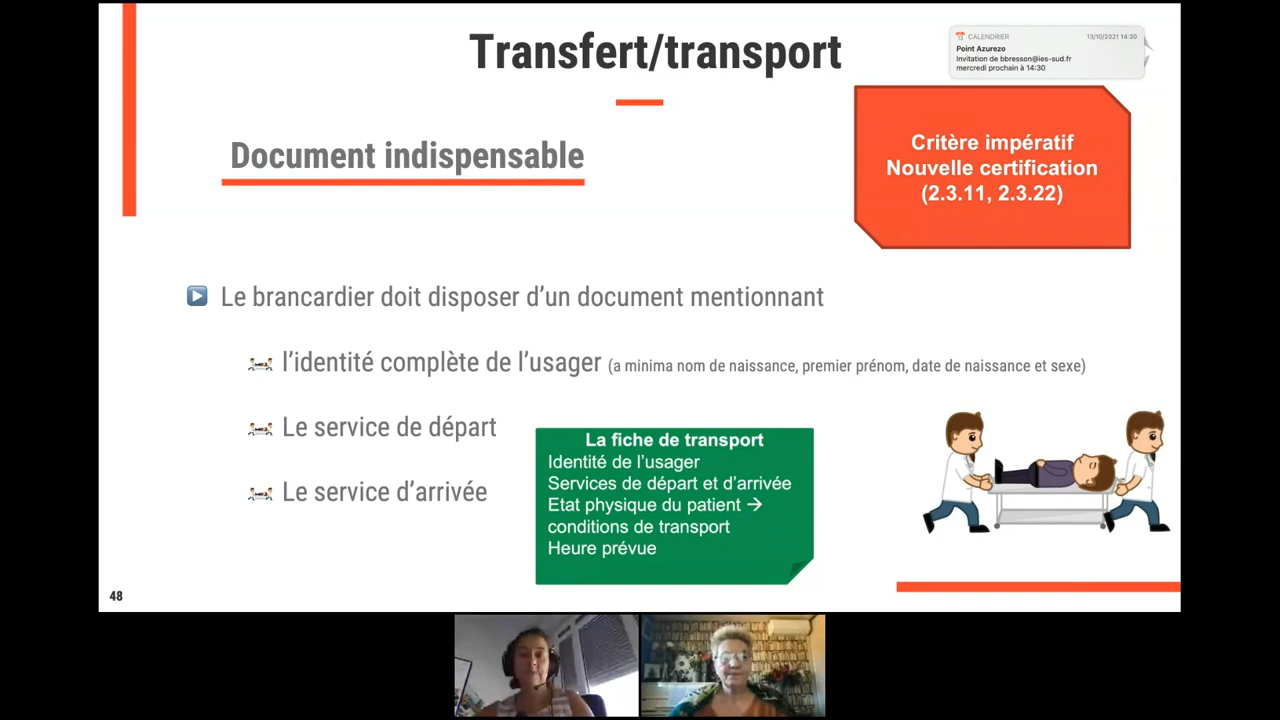 Transfert/transport
CALENDRIER 13/10/2021 14:30
Point Azurezo
Invitation de bbresson@ies-sud.fr
mercredi prochain à 14:30
Critère impératif
Nouvelle certification
(2.3.11, 2.3.22)
Document indispensable
Le brancardier doit disposer d’un document mentionnant
l’identité complète de l’usager (a minima nom de naissance, premier prénom, date de naissance et sexe)
Le service de départ
Le service d’arrivée
La fiche de transport
Identité de l’usager
Services de départ et d’arrivée
Etat physique du patient →
conditions de transport
Heure prévue
48